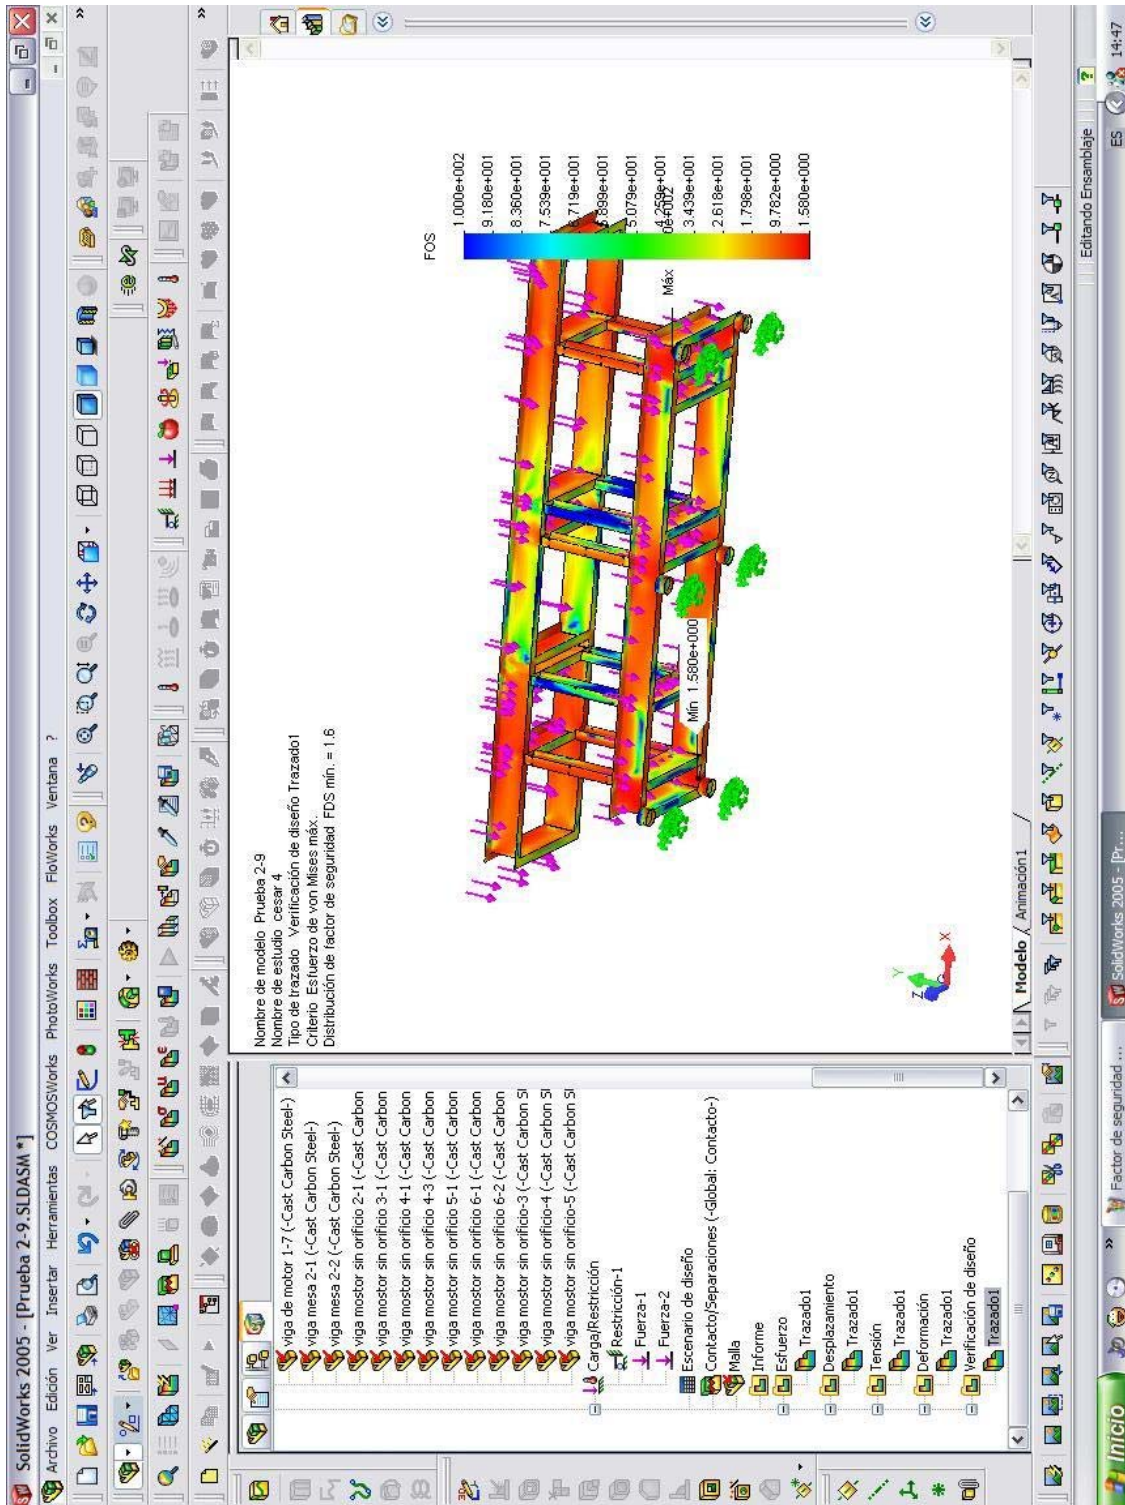 SolidWorks 2005 - [Prueba 2-9.SLDASM *]
Archivo Edición Ver Insertar Herramientas COSMOSWorks PhotoWorks Toolbox FloWorks Ventana ?
viga de motor 1-7 (-Cast Carbon Steel-)
viga mesa 2-1 (-Cast Carbon Steel-)
viga mesa 2-2 (-Cast Carbon Steel-)
viga mostor sin orificio 2-1 (-Cast Carbon
viga mostor sin orificio 3-1 (-Cast Carbon
viga mostor sin orificio 4-1 (-Cast Carbon
viga mostor sin orificio 4-3 (-Cast Carbon
viga mostor sin orificio 5-1 (-Cast Carbon
viga mostor sin orificio 6-1 (-Cast Carbon
viga mostor sin orificio 6-2 (-Cast Carbon
viga mostor sin orificio-3 (-Cast Carbon St
viga mostor sin orificio-4 (-Cast Carbon St
viga mostor sin orificio-5 (-Cast Carbon St
Carga/Restricción
Restricción-1
Fuerza-1
Fuerza-2
Escenario de diseño
Contacto/Separaciones (-Global: Contacto-)
Malla
Informe
Esfuerzo
Trazado1
Desplazamiento
Trazado1
Tensión
Trazado1
Deformación
Trazado1
Verificación de diseño
Trazado1
Nombre de modelo Prueba 2-9
Nombre de estudio cesar 4
Tipo de trazado Verificación de diseño Trazado1
Criterio Esfuerzo de von Mises máx.
Distribución de factor de seguridad FDS mín. = 1.6
FOS
1.000e+002
9.180e+001
8.360e+001
7.539e+001
6.719e+001
5.899e+001
5.079e+001
4.259e+001
3.439e+001
2.618e+001
1.798e+001
9.782e+000
1.580e+000
Máx
Mín 1.580e+000
X
Y
Z
Modelo Animación1
Editando Ensamblaje
Inicio
Factor de seguridad ...
SolidWorks 2005 - [Pr...
ES
14:47